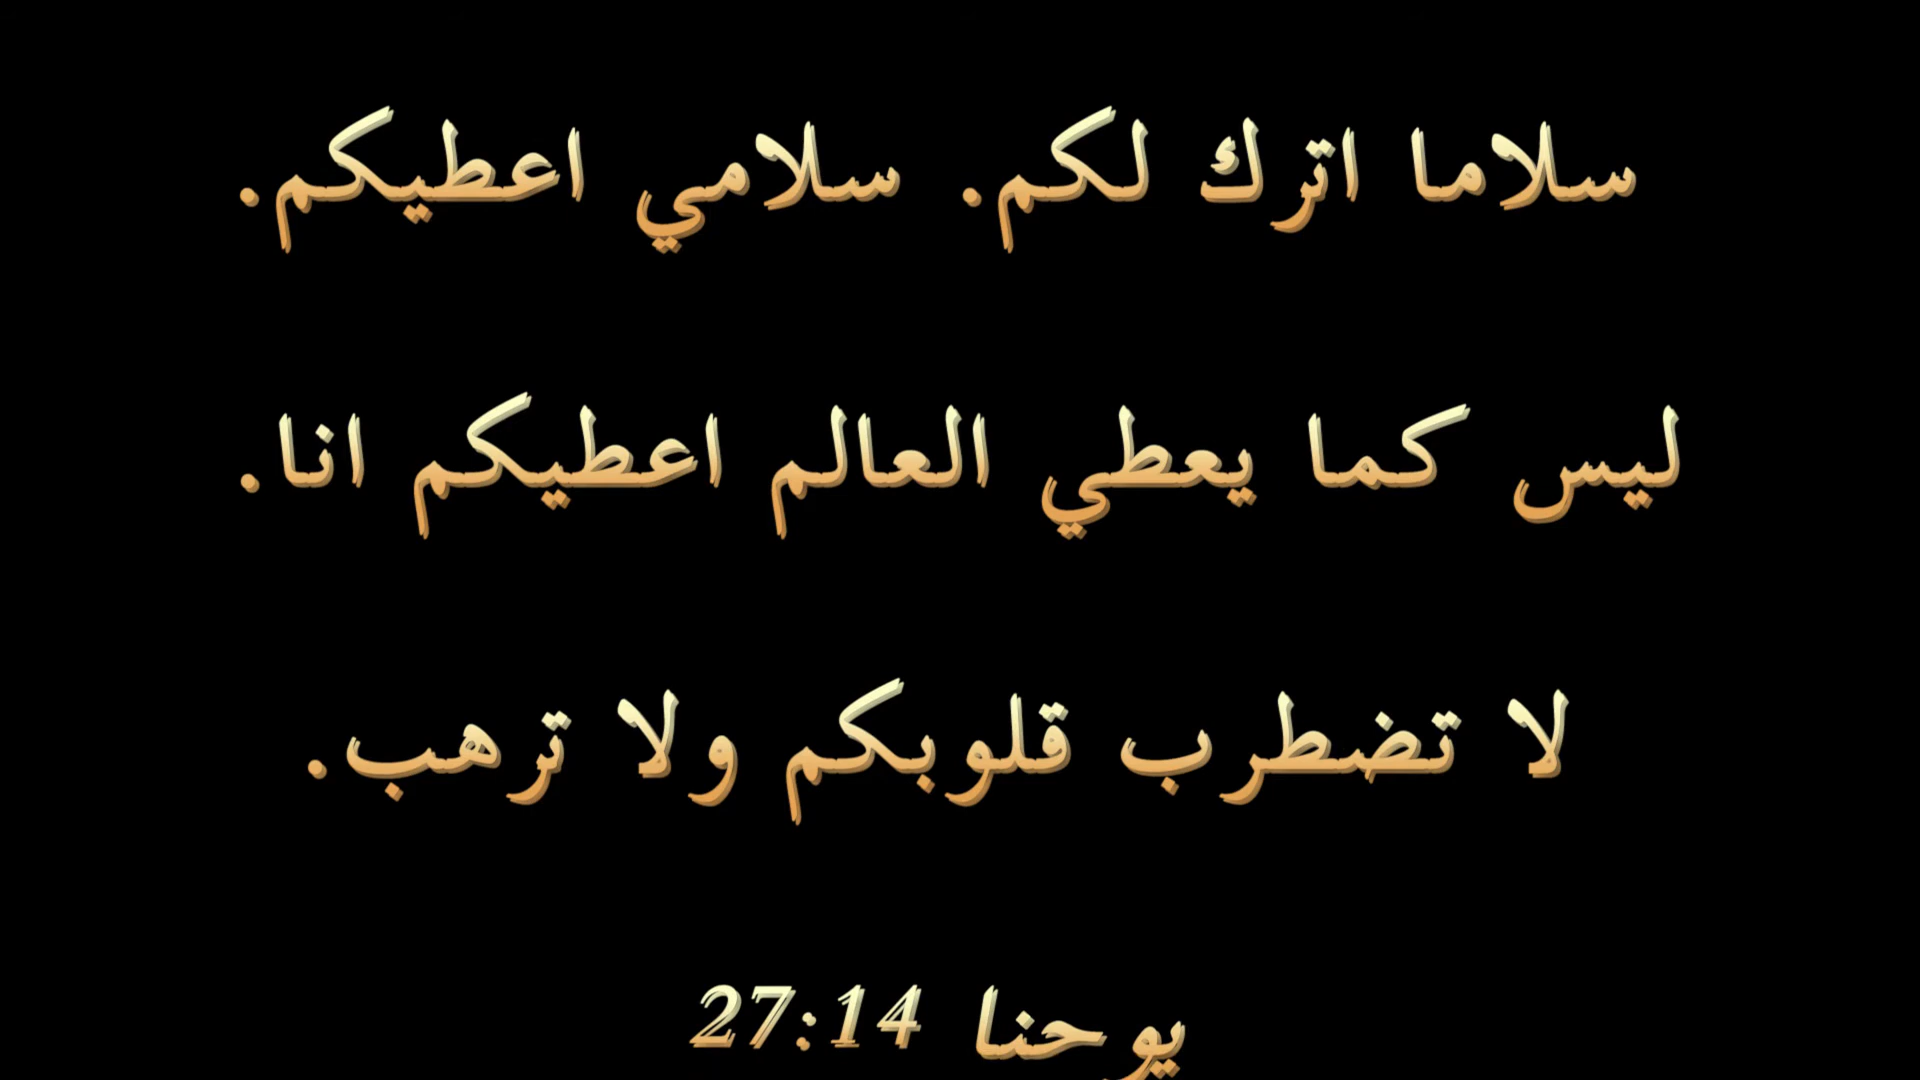 سلاما اترك لكم. سلامي اعطيكم.
ليس كما يعطي العالم اعطيكم انا.
لا تضطرب قلوبكم ولا ترهب.
يوحنا 27:14